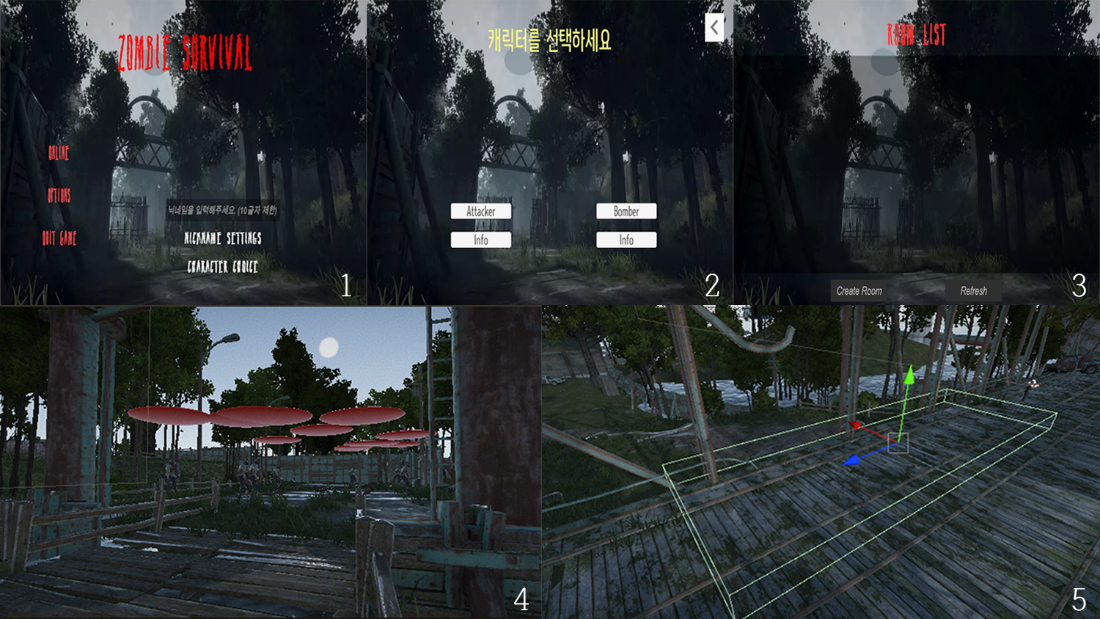 ZOMBIE SURVIVAL
ONLINE
OPTIONS
QUIT GAME
닉네임을 입력해주세요. (10글자 제한)
NICKNAME SETTINGS
CHARACTER CHOICE
1
캐릭터를 선택하세요
<
Attacker
Bomber
Info
Info
2
ROOM LIST
Create Room
Refresh
3
4
5